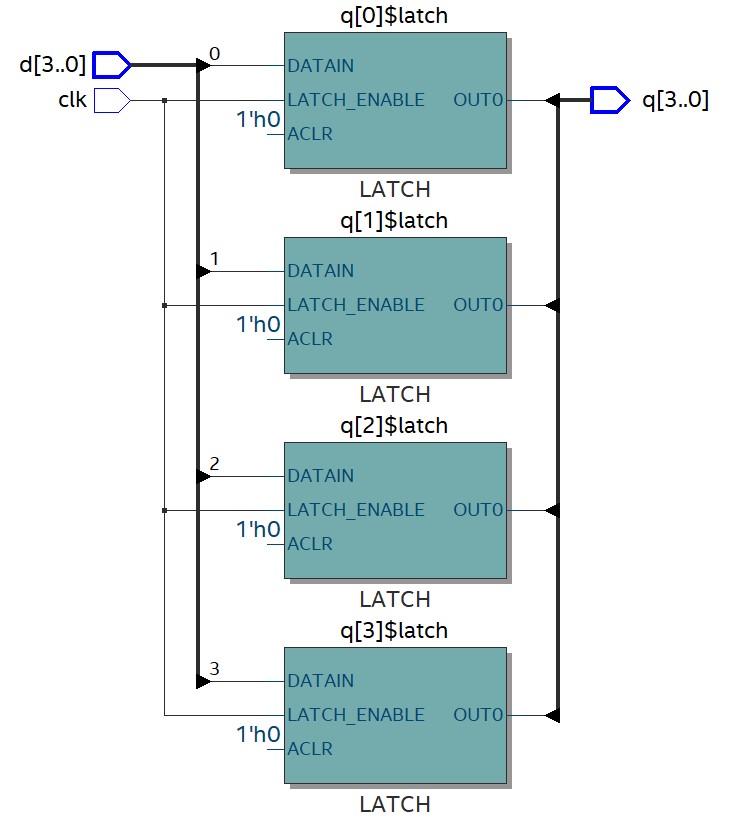 q[0]$latch
d[3..0]
0
DATAIN
clk
LATCH_ENABLE
OUT0
q[3..0]
1'h0
ACLR
LATCH
q[1]$latch
1
DATAIN
LATCH_ENABLE
OUT0
1'h0
ACLR
LATCH
q[2]$latch
2
DATAIN
LATCH_ENABLE
OUT0
1'h0
ACLR
LATCH
q[3]$latch
3
DATAIN
LATCH_ENABLE
OUT0
1'h0
ACLR
LATCH